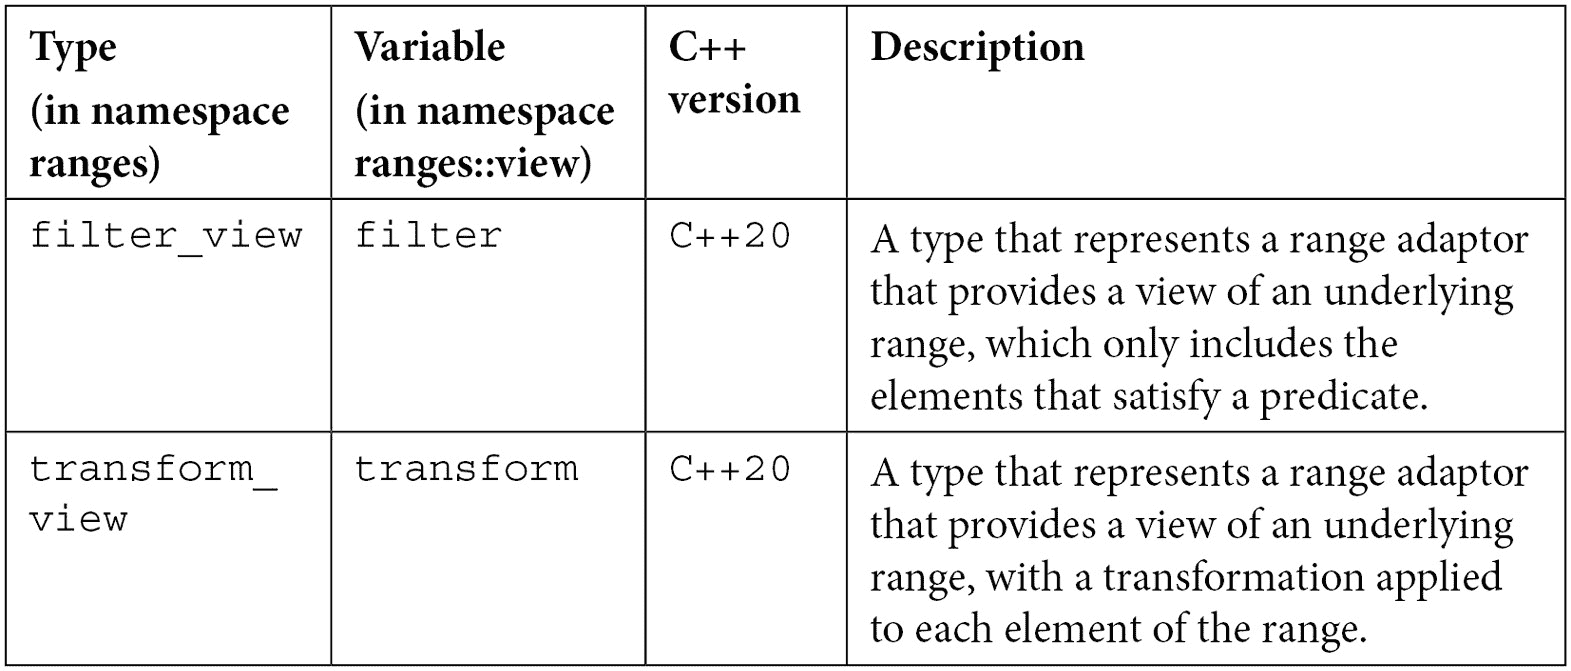 Type
(in namespace
ranges)
Variable
(in namespace
ranges::view)
C++
version
Description
filter_view
filter
C++20
A type that represents a range adaptor
that provides a view of an underlying
range, which only includes the
elements that satisfy a predicate.
transform_
view
transform
C++20
A type that represents a range adaptor
that provides a view of an underlying
range, with a transformation applied
to each element of the range.